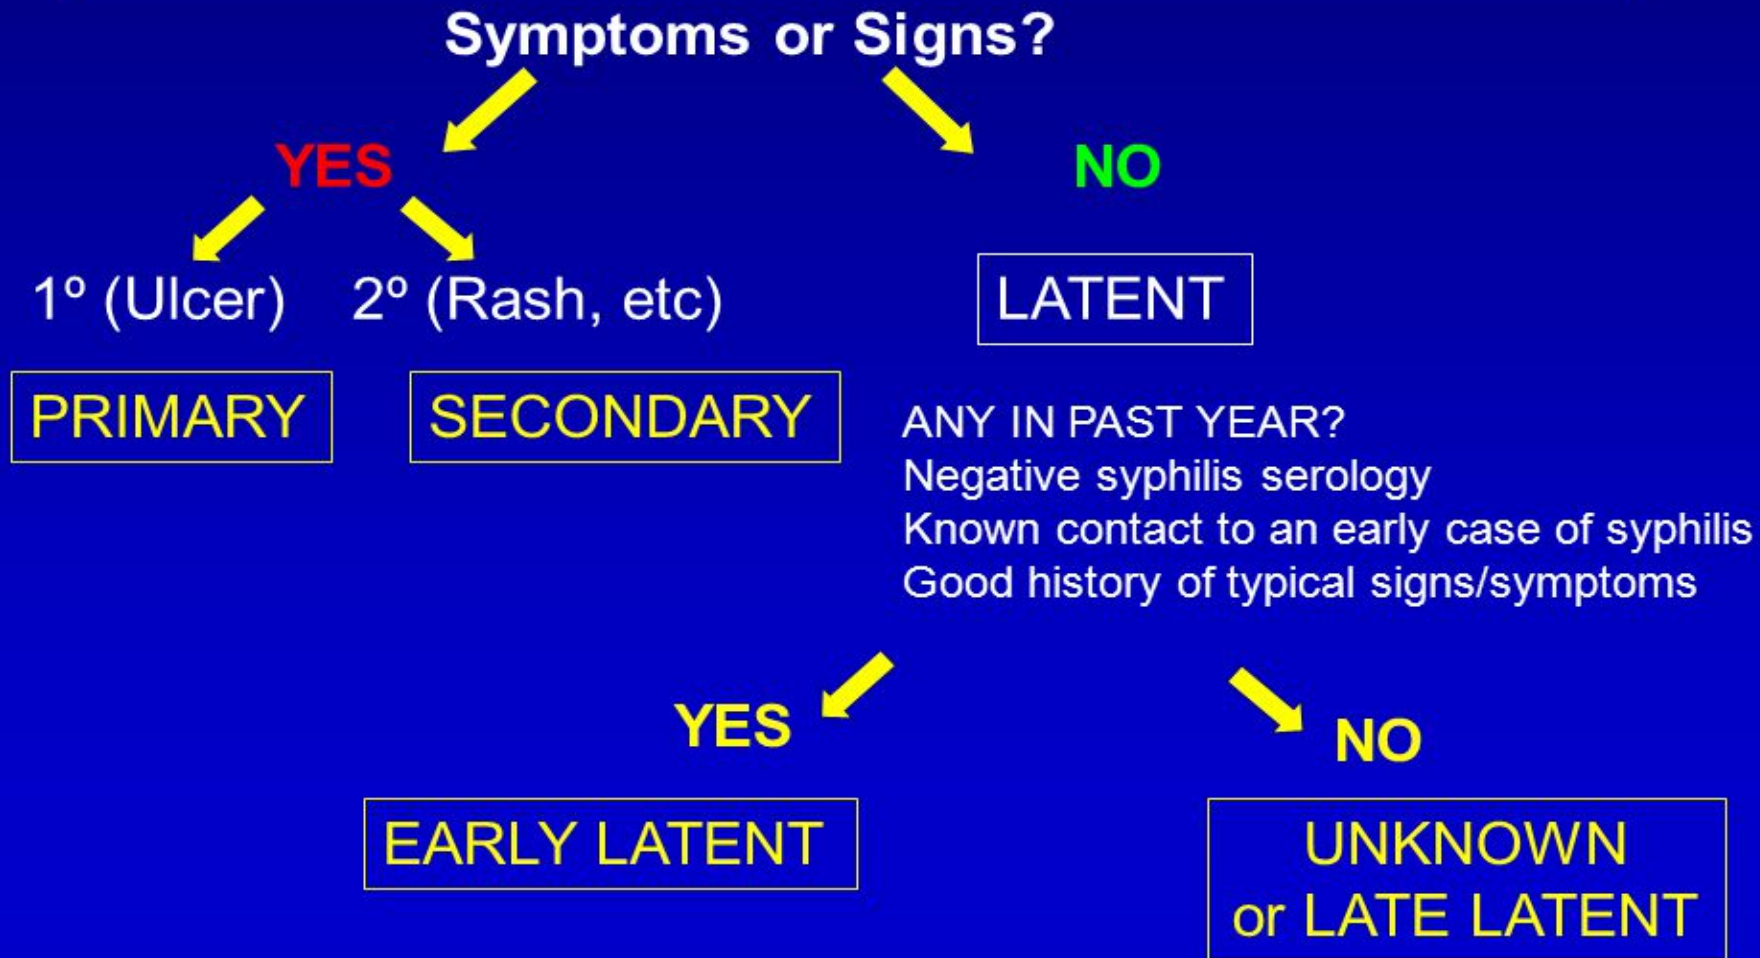 Symptoms or Signs?
YES
NO
1º (Ulcer)
2º (Rash, etc)
LATENT
PRIMARY
SECONDARY
ANY IN PAST YEAR?
Negative syphilis serology
Known contact to an early case of syphilis
Good history of typical signs/symptoms
YES
NO
EARLY LATENT
UNKNOWN
or LATE LATENT